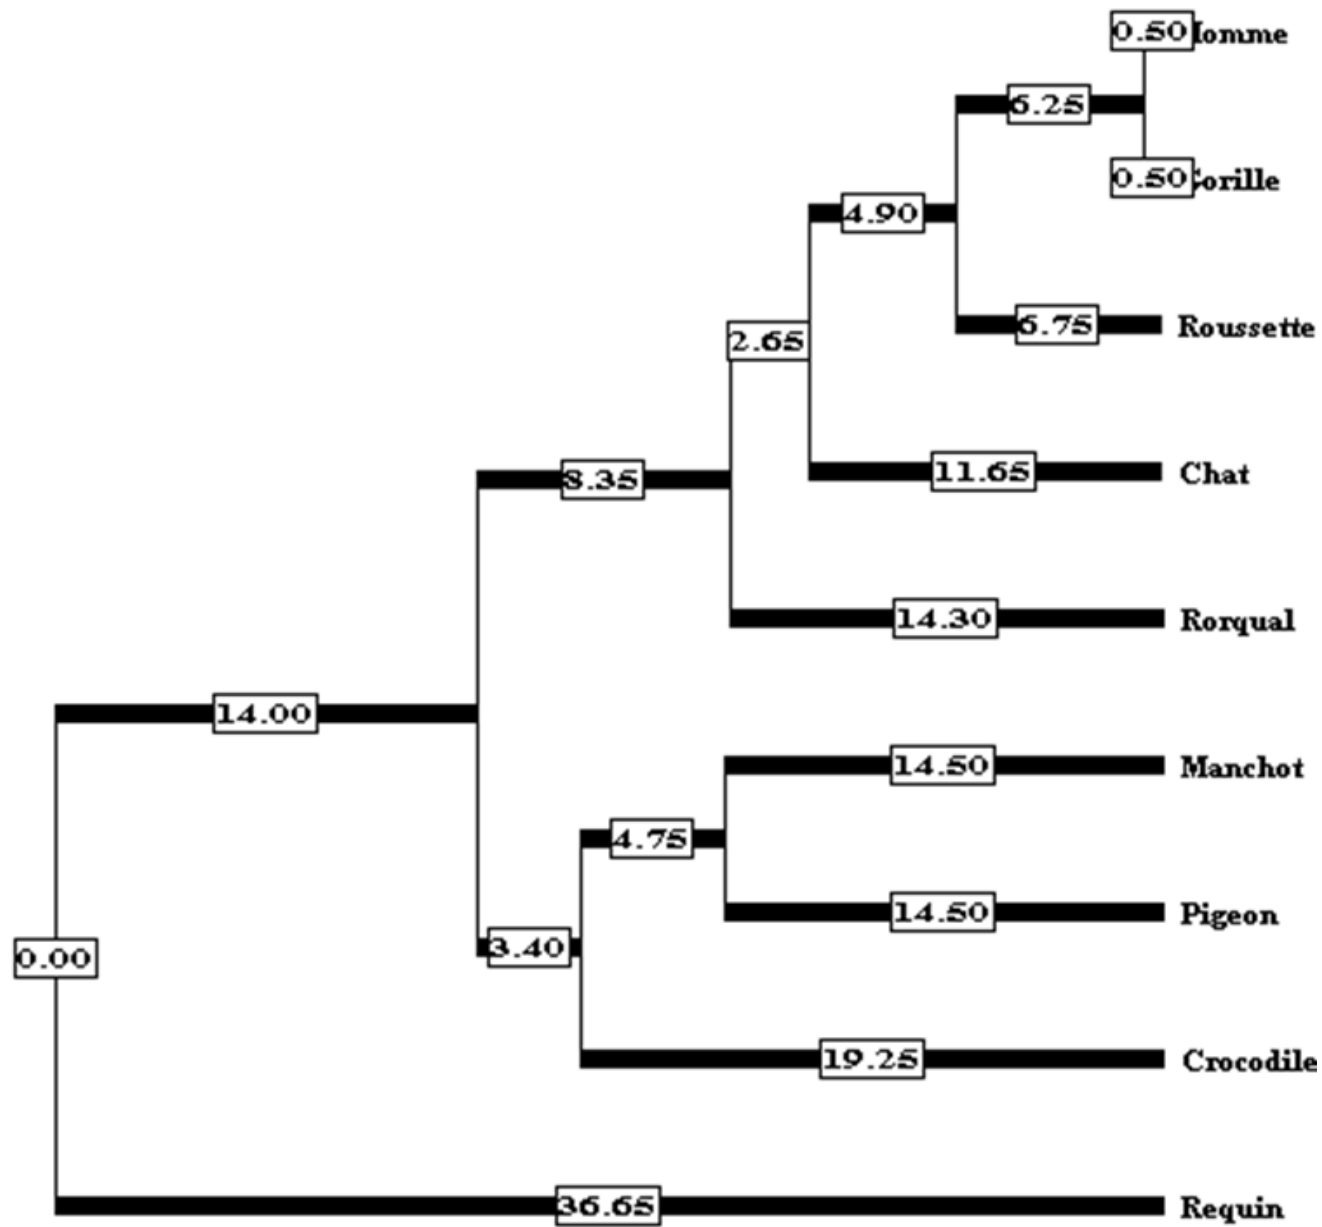 0.50 Homme
6.25
0.50 Gorille
4.90
6.75 Roussette
2.65
11.65 Chat
8.35
14.30 Rorqual
14.00
14.50 Manchot
4.75
14.50 Pigeon
3.40
0.00
19.25 Crocodile
36.65 Requin